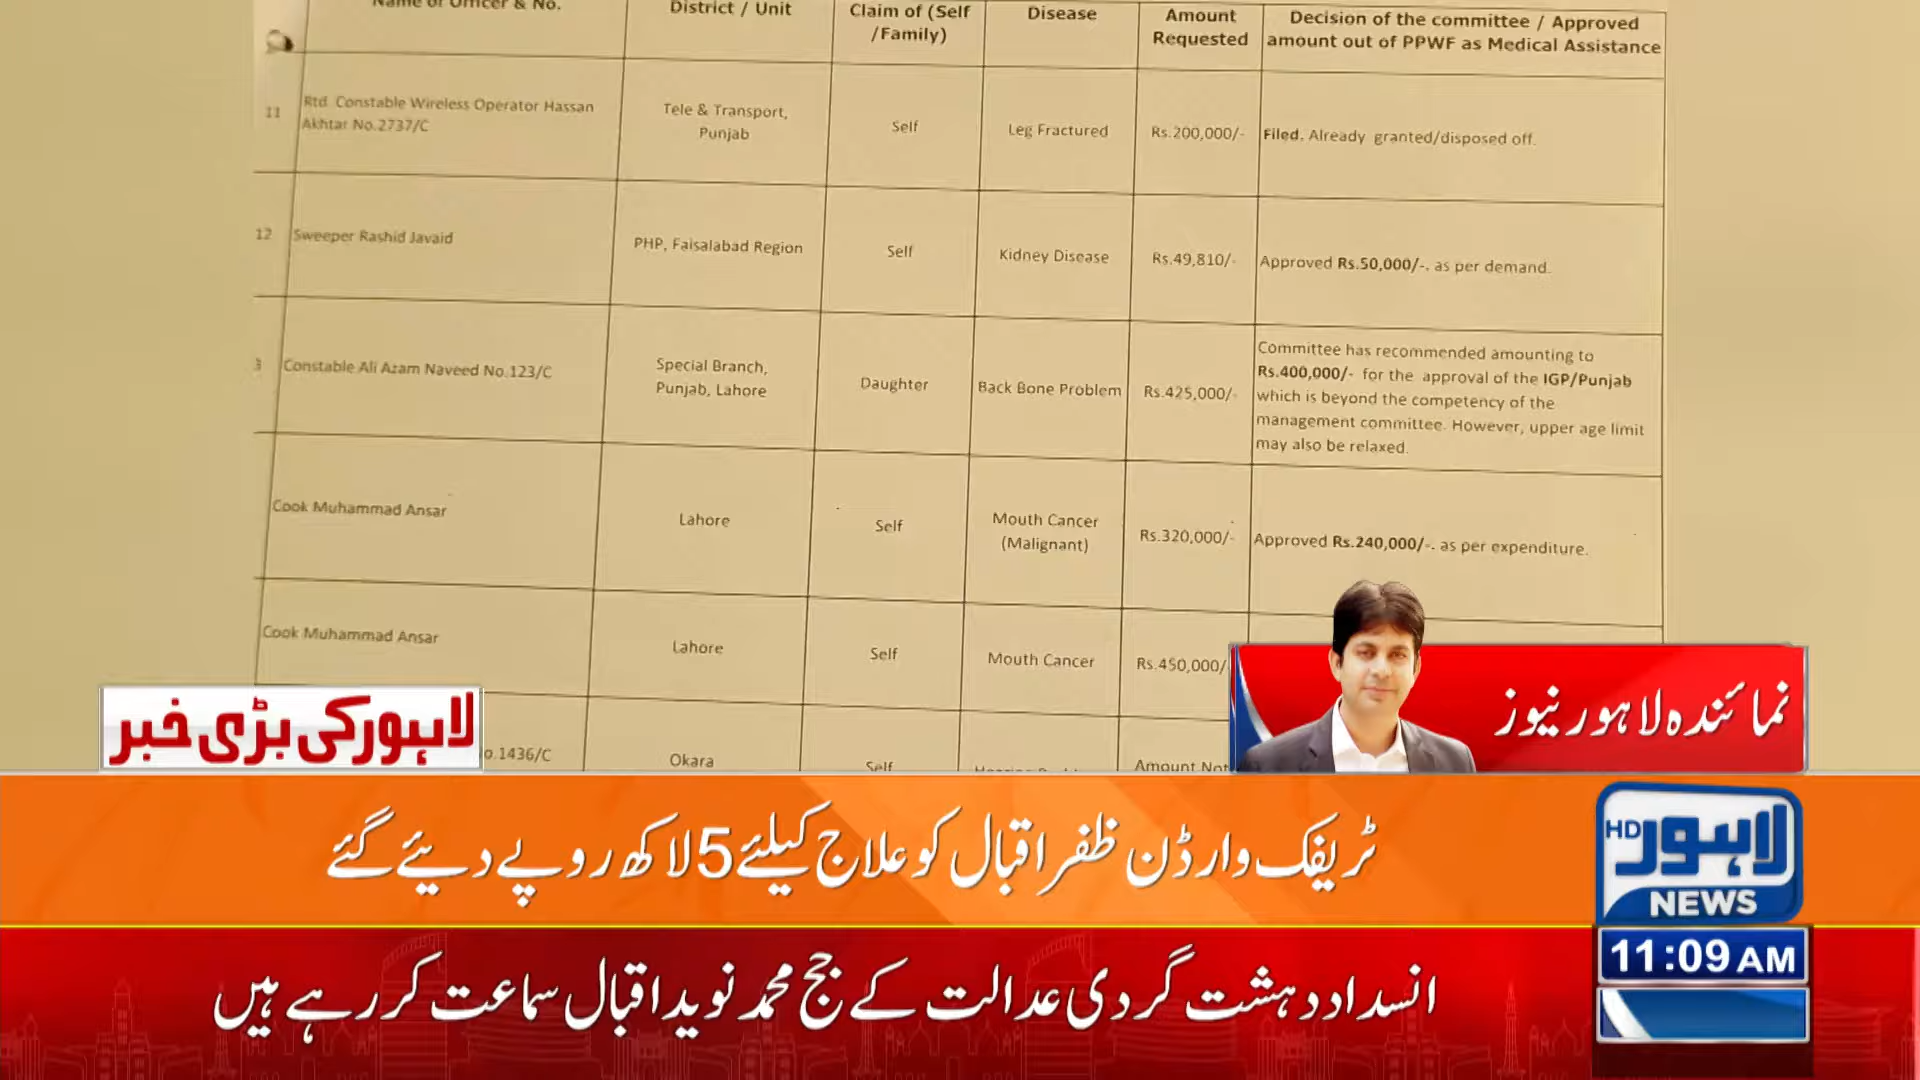 Name of Officer & No.
District / Unit
Claim of (Self
/Family)
Disease
Amount
Requested
Decision of the committee / Approved
amount out of PPWF as Medical Assistance
11
Rtd. Constable Wireless Operator Hassan
Akhtar No.2737/C
Tele & Transport,
Punjab
Self
Leg Fractured
Rs.200,000/-
Filed. Already granted/disposed off.
12
Sweeper Rashid Javaid
PHP, Faisalabad Region
Self
Kidney Disease
Rs.49,810/-
Approved Rs.50,000/-. as per demand.
3
Constable Ali Azam Naveed No.123/C
Special Branch,
Punjab, Lahore
Daughter
Back Bone Problem
Rs.425,000/-
Committee has recommended amounting to
Rs.400,000/- for the approval of the IGP/Punjab
which is beyond the competency of the
management committee. However, upper age limit
may also be relaxed.
Cook Muhammad Ansar
Lahore
Self
Mouth Cancer
(Malignant)
Rs.320,000/-
Approved Rs.240,000/-. as per expenditure.
Cook Muhammad Ansar
Lahore
Self
Mouth Cancer
Rs.450,000/
o.1436/C
Okara
Self
Amount Not
نمائندہ لاہور نیوز
لاہور کی بڑی خبر
ٹریفک وارڈن ظفر اقبال کو علاج کیلئے 5 لاکھ روپے دیئے گئے
لاہور HD
NEWS
11:09 AM
انسداد دہشت گردی عدالت کے جج محمد نوید اقبال سماعت کر رہے ہیں